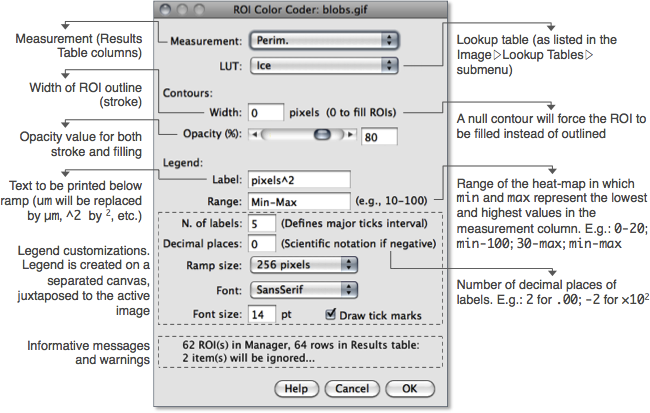 ROI Color Coder: blobs.gif
Measurement (Results
Table columns)
Measurement: Perim.
LUT: Ice
Lookup table (as listed in the
Image▷Lookup Tables▷
submenu)
Width of ROI outline
(stroke)
Contours:
Width: 0 pixels (0 to fill ROIs)
A null contour will force the ROI to
be filled instead of outlined
Opacity value for both
stroke and filling
Opacity (%): 80
Legend:
Text to be printed below
ramp (um will be replaced
by µm, ^2 by ², etc.)
Label: pixels^2
Range: Min-Max (e.g., 10-100)
Range of the heat-map in which
min and max represent the lowest
and highest values in the
measurement column. E.g.: 0-20;
min-100; 30-max; min-max
Legend customizations.
Legend is created on a
separated canvas,
juxtaposed to the active
image
N. of labels: 5 (Defines major ticks interval)
Decimal places: 0 (Scientific notation if negative)
Ramp size: 256 pixels
Font: SansSerif
Font size: 14 pt Draw tick marks
Number of decimal places of
labels. E.g.: 2 for .00; -2 for ×10²
Informative messages
and warnings
62 ROI(s) in Manager, 64 rows in Results table:
2 item(s) will be ignored...
Help Cancel OK